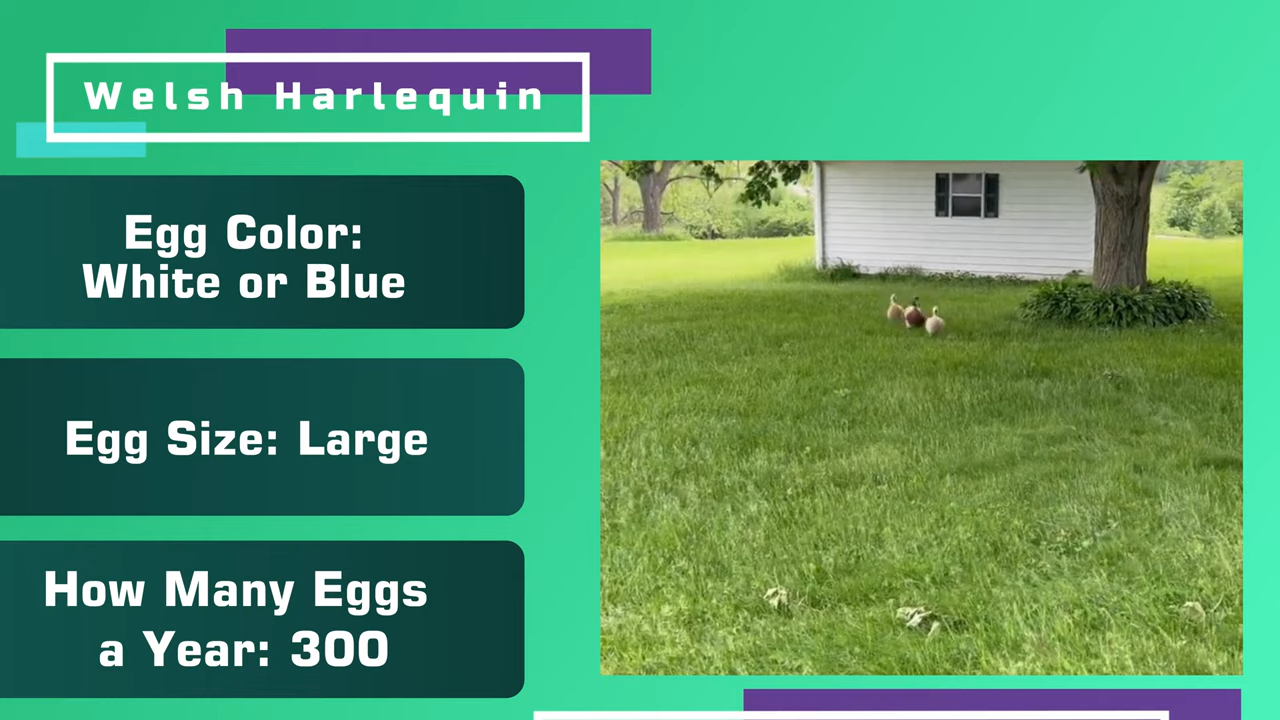 Welsh Harlequin
Egg Color:
White or Blue
Egg Size: Large
How Many Eggs
a Year: 300